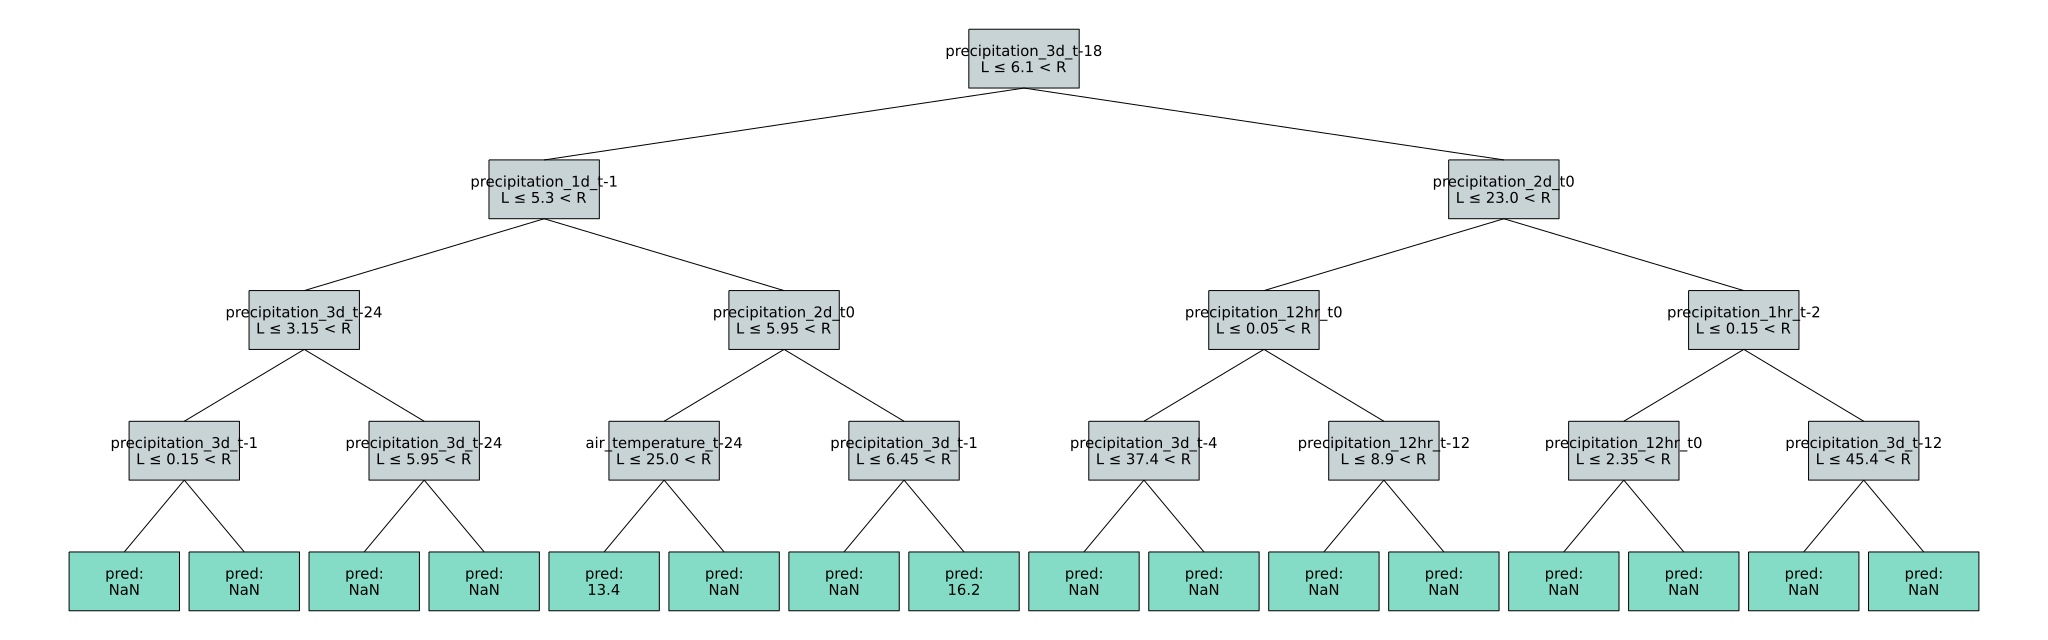 precipitation_3d_t-18
L ≤ 6.1 < R
precipitation_1d_t-1
L ≤ 5.3 < R
precipitation_2d_t0
L ≤ 23.0 < R
precipitation_3d_t-24
L ≤ 3.15 < R
precipitation_2d_t0
L ≤ 5.95 < R
precipitation_12hr_t0
L ≤ 0.05 < R
precipitation_1hr_t-2
L ≤ 0.15 < R
precipitation_3d_t-1
L ≤ 0.15 < R
precipitation_3d_t-24
L ≤ 5.95 < R
air_temperature_t-24
L ≤ 25.0 < R
precipitation_3d_t-1
L ≤ 6.45 < R
precipitation_3d_t-4
L ≤ 37.4 < R
precipitation_12hr_t-12
L ≤ 8.9 < R
precipitation_12hr_t0
L ≤ 2.35 < R
precipitation_3d_t-12
L ≤ 45.4 < R
pred:
NaN
pred:
NaN
pred:
NaN
pred:
NaN
pred:
13.4
pred:
NaN
pred:
NaN
pred:
16.2
pred:
NaN
pred:
NaN
pred:
NaN
pred:
NaN
pred:
NaN
pred:
NaN
pred:
NaN
pred:
NaN